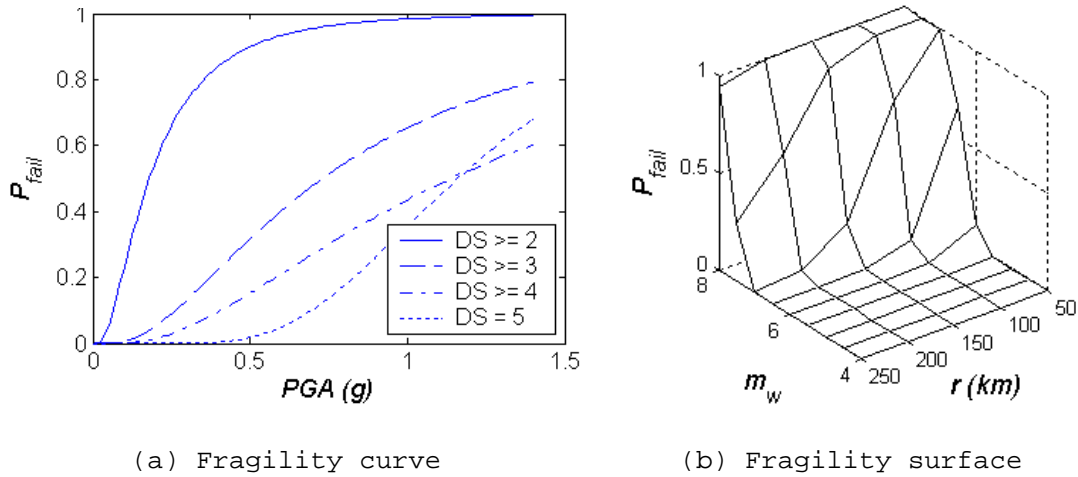 1
0.8
0.6
0.4
0.2
0
P_fail
0
0.5
1
1.5
PGA (g)
DS >= 2
DS >= 3
DS >= 4
DS = 5
1
0.5
0
P_fail
8
6
4
m_w
250
200
150
100
50
r (km)
(a) Fragility curve
(b) Fragility surface